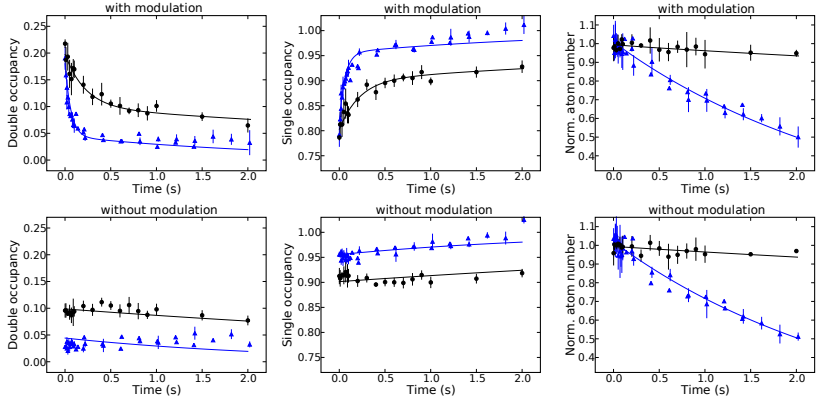 with modulation
Double occupancy
0.25
0.20
0.15
0.10
0.05
0.00
0.0 0.5 1.0 1.5 2.0
Time (s)
with modulation
Single occupancy
1.00
0.95
0.90
0.85
0.80
0.75
0.0 0.5 1.0 1.5 2.0
Time (s)
with modulation
Norm. atom number
1.1
1.0
0.9
0.8
0.7
0.6
0.5
0.4
0.0 0.5 1.0 1.5 2.0
Time (s)
without modulation
Double occupancy
0.25
0.20
0.15
0.10
0.05
0.00
0.0 0.5 1.0 1.5 2.0
Time (s)
without modulation
Single occupancy
1.00
0.95
0.90
0.85
0.80
0.75
0.0 0.5 1.0 1.5 2.0
Time (s)
without modulation
Norm. atom number
1.1
1.0
0.9
0.8
0.7
0.6
0.5
0.4
0.0 0.5 1.0 1.5 2.0
Time (s)